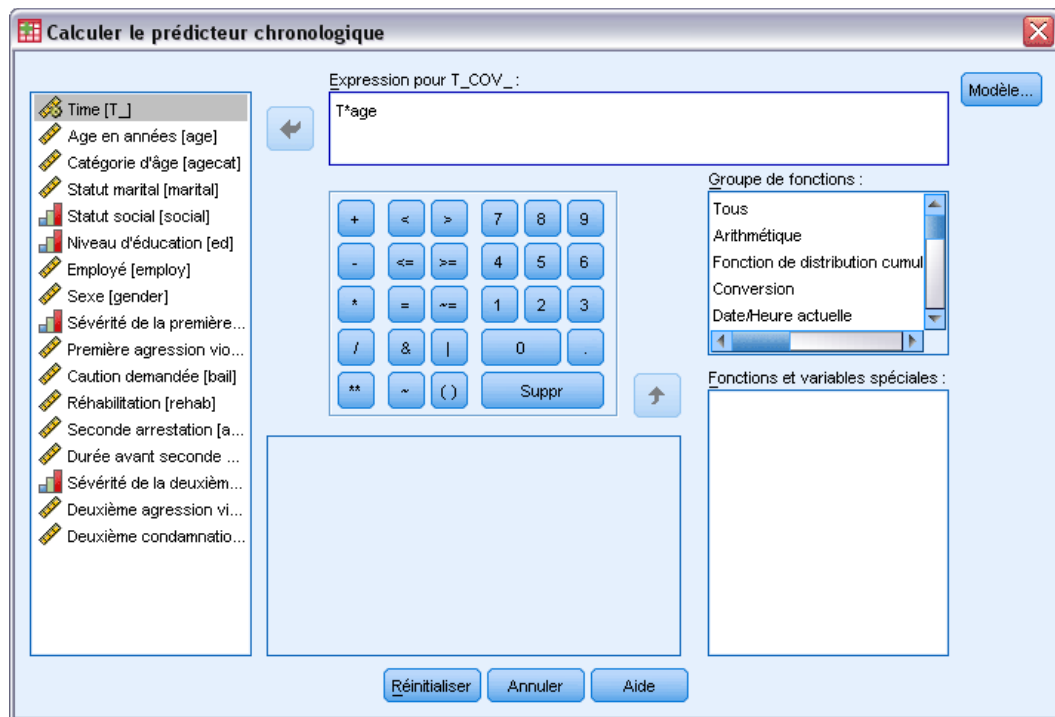 Calculer le prédicteur chronologique
Expression pour T_COV_ :
T*age
Modèle...
Time [T_]
Age en années [age]
Catégorie d'âge [agecat]
Statut marital [marital]
Statut social [social]
Niveau d'éducation [ed]
Employé [employ]
Sexe [gender]
Sévérité de la première...
Première agression vio...
Caution demandée [bail]
Réhabilitation [rehab]
Seconde arrestation [a...
Durée avant seconde ...
Sévérité de la deuxièm...
Deuxième agression vi...
Deuxième condamnatio...
+ < > 7 8 9
- <= >= 4 5 6
* = ~= 1 2 3
/ & | 0 .
** ~ ( ) Suppr
Groupe de fonctions :
Tous
Arithmétique
Fonction de distribution cumul
Conversion
Date/Heure actuelle
Fonctions et variables spéciales :
Réinitialiser Annuler Aide